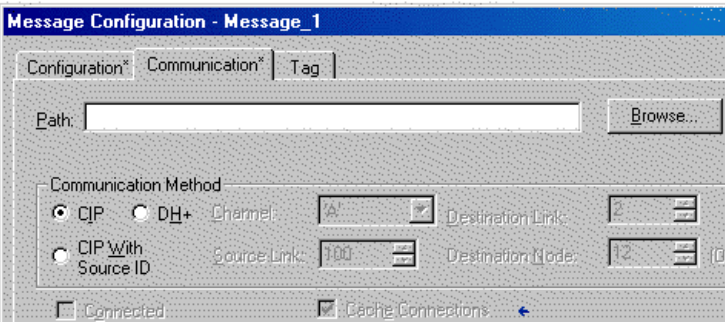 Message Configuration - Message_1
Configuration* Communication* Tag
Path: Browse...
Communication Method
CIP DH+ Channel: 'A' Destination Link: 2
CIP With Source ID Source Link: 100 Destination Node: 12 (O
Connected Cache Connections